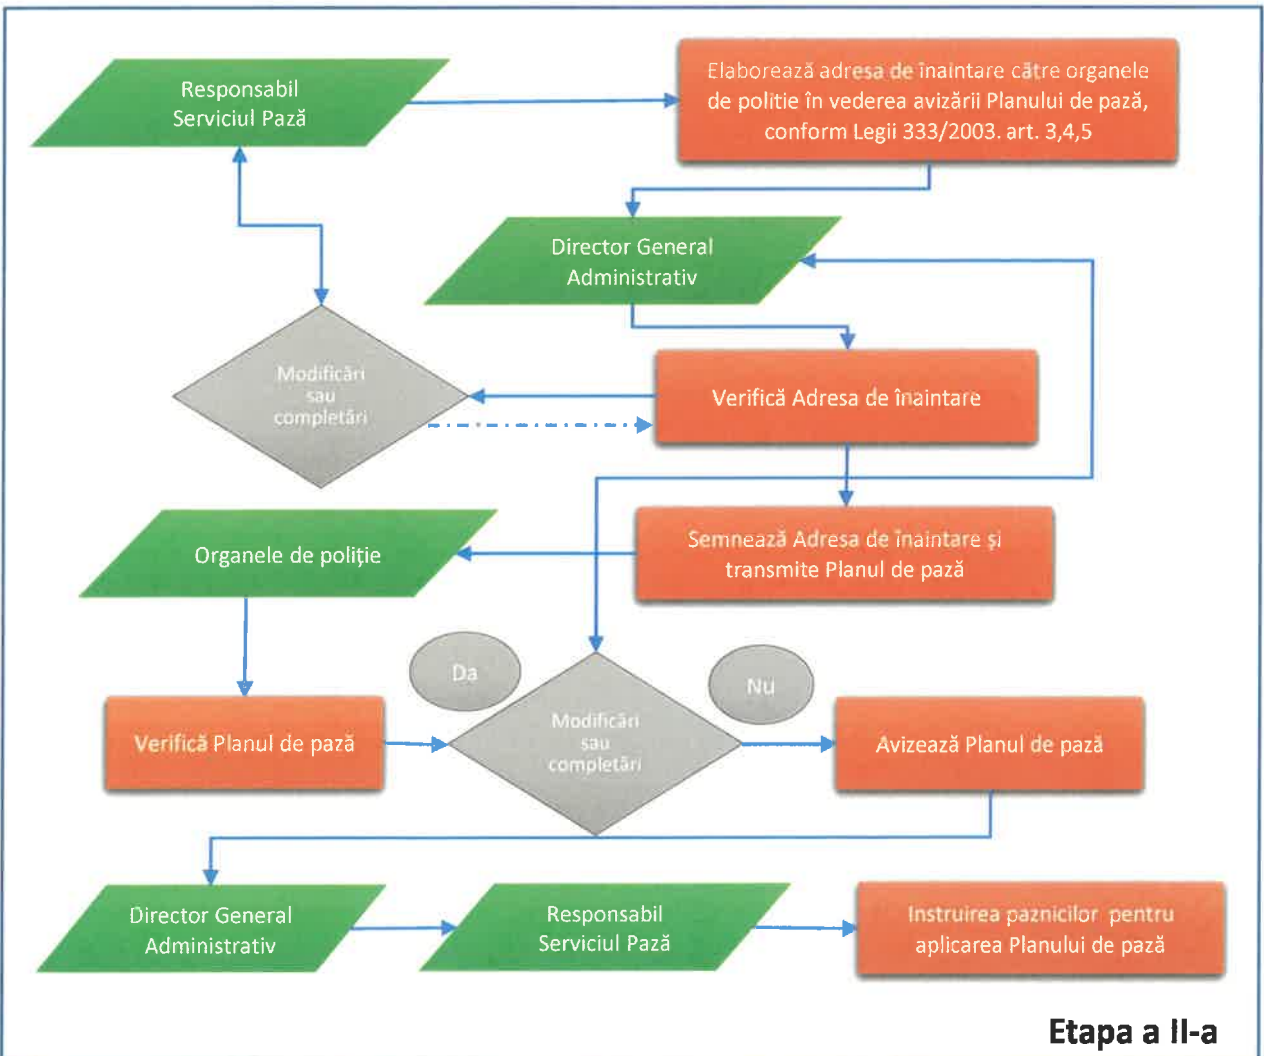 Responsabil
Serviciul Pază
Elaborează adresa de înaintare către organele
de politie în vederea avizării Planului de pază,
conform Legii 333/2003. art. 3,4,5
Director General
Administrativ
Modificări
sau
completări
Verifică Adresa de înaintare
Organele de poliție
Semnează Adresa de înaintare și
transmite Planul de pază
Da
Nu
Verifică Planul de pază
Modificări
sau
completări
Avizează Planul de pază
Director General
Administrativ
Responsabil
Serviciul Pază
Instruirea paznicilor pentru
aplicarea Planului de pază
Etapa a II-a